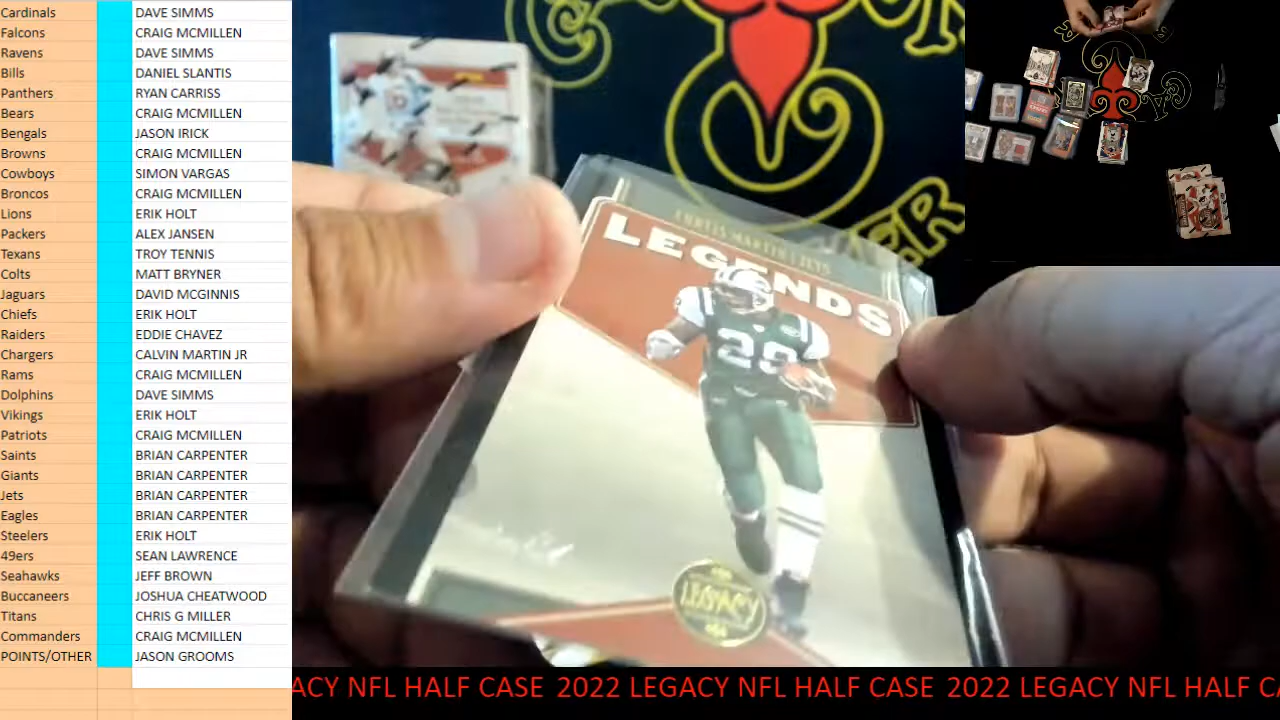 Cardinals DAVE SIMMS
Falcons CRAIG MCMILLEN
Ravens DAVE SIMMS
Bills DANIEL SLANTIS
Panthers RYAN CARRISS
Bears CRAIG MCMILLEN
Bengals JASON IRICK
Browns CRAIG MCMILLEN
Cowboys SIMON VARGAS
Broncos CRAIG MCMILLEN
Lions ERIK HOLT
Packers ALEX JANSEN
Texans TROY TENNIS
Colts MATT BRYNER
Jaguars DAVID MCGINNIS
Chiefs ERIK HOLT
Raiders EDDIE CHAVEZ
Chargers CALVIN MARTIN JR
Rams CRAIG MCMILLEN
Dolphins DAVE SIMMS
Vikings ERIK HOLT
Patriots CRAIG MCMILLEN
Saints BRIAN CARPENTER
Giants BRIAN CARPENTER
Jets BRIAN CARPENTER
Eagles BRIAN CARPENTER
Steelers ERIK HOLT
49ers SEAN LAWRENCE
Seahawks JEFF BROWN
Buccaneers JOSHUA CHEATWOOD
Titans CHRIS G MILLER
Commanders CRAIG MCMILLEN
POINTS/OTHER JASON GROOMS
CURTIS MARTIN | JETS
LEGENDS
28
LEGACY
ACY NFL HALF CASE 2022 LEGACY NFL HALF CASE 2022 LEGACY NFL HALF CA